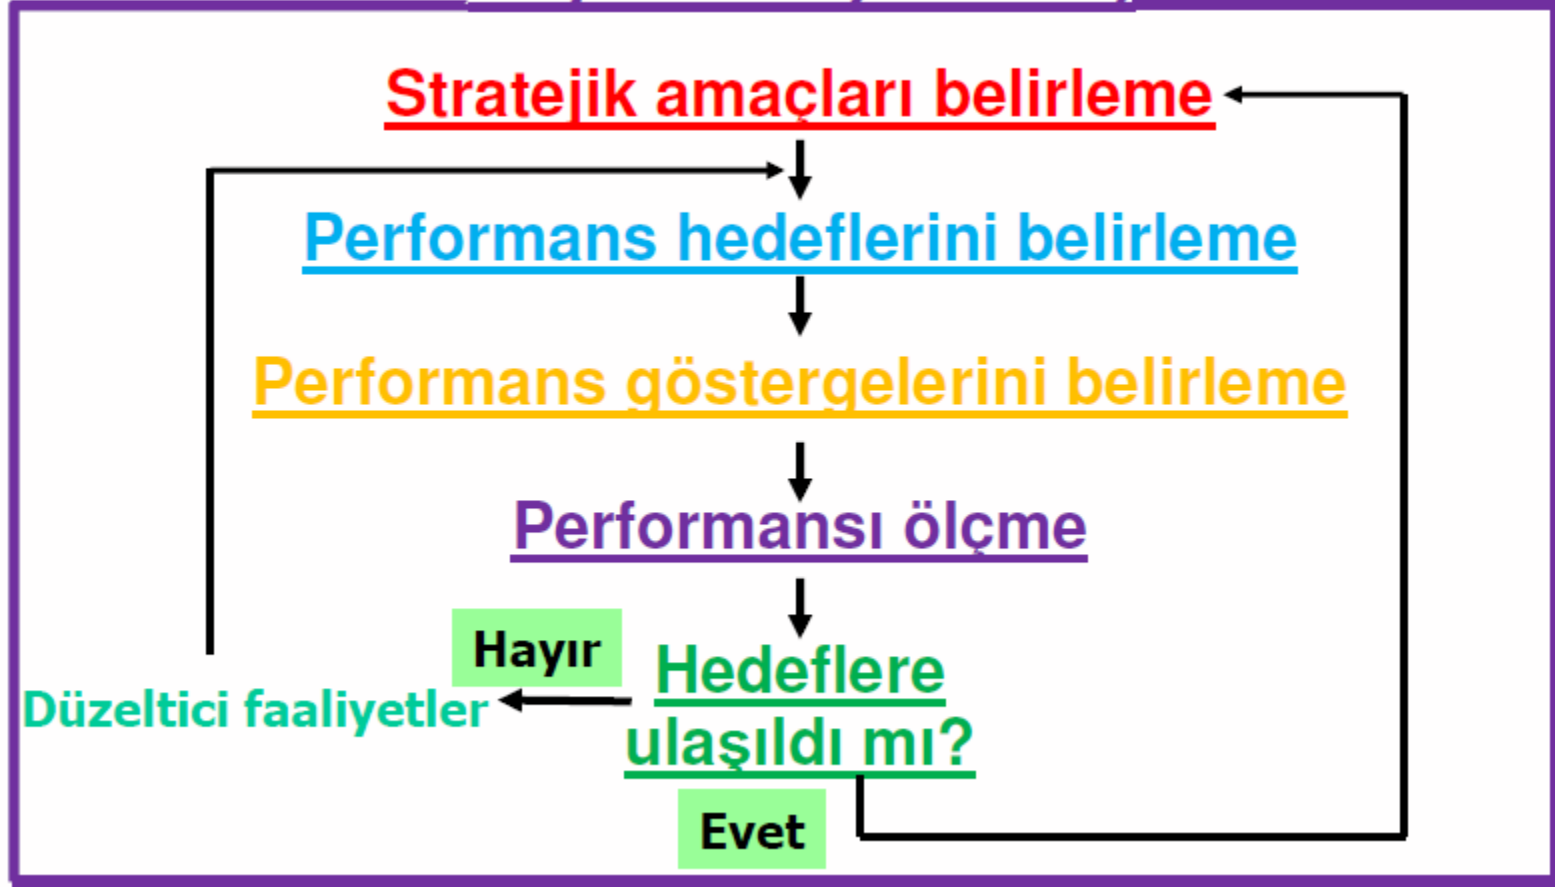 Stratejik amaçları belirleme
Performans hedeflerini belirleme
Performans göstergelerini belirleme
Performansı ölçme
Hayır
Hedeflere
Düzeltici faaliyetler
ulaşıldı mı?
Evet